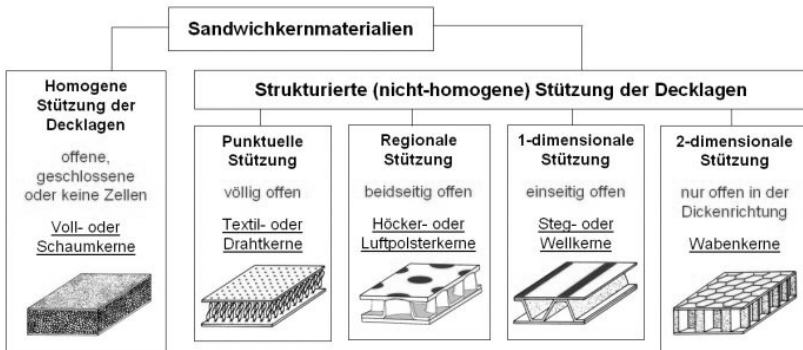 Sandwichkernmaterialien
Homogene
Stützung der
Decklagen
offene,
geschlossene
oder keine Zellen
Voll- oder
Schaumkerne
Strukturierte (nicht-homogene) Stützung der Decklagen
Punktuelle
Stützung
völlig offen
Textil- oder
Drahtkerne
Regionale
Stützung
beidseitig offen
Höcker- oder
Luftpolsterkerne
1-dimensionale
Stützung
einseitig offen
Steg- oder
Wellkerne
2-dimensionale
Stützung
nur offen in der
Dickenrichtung
Wabenkerne